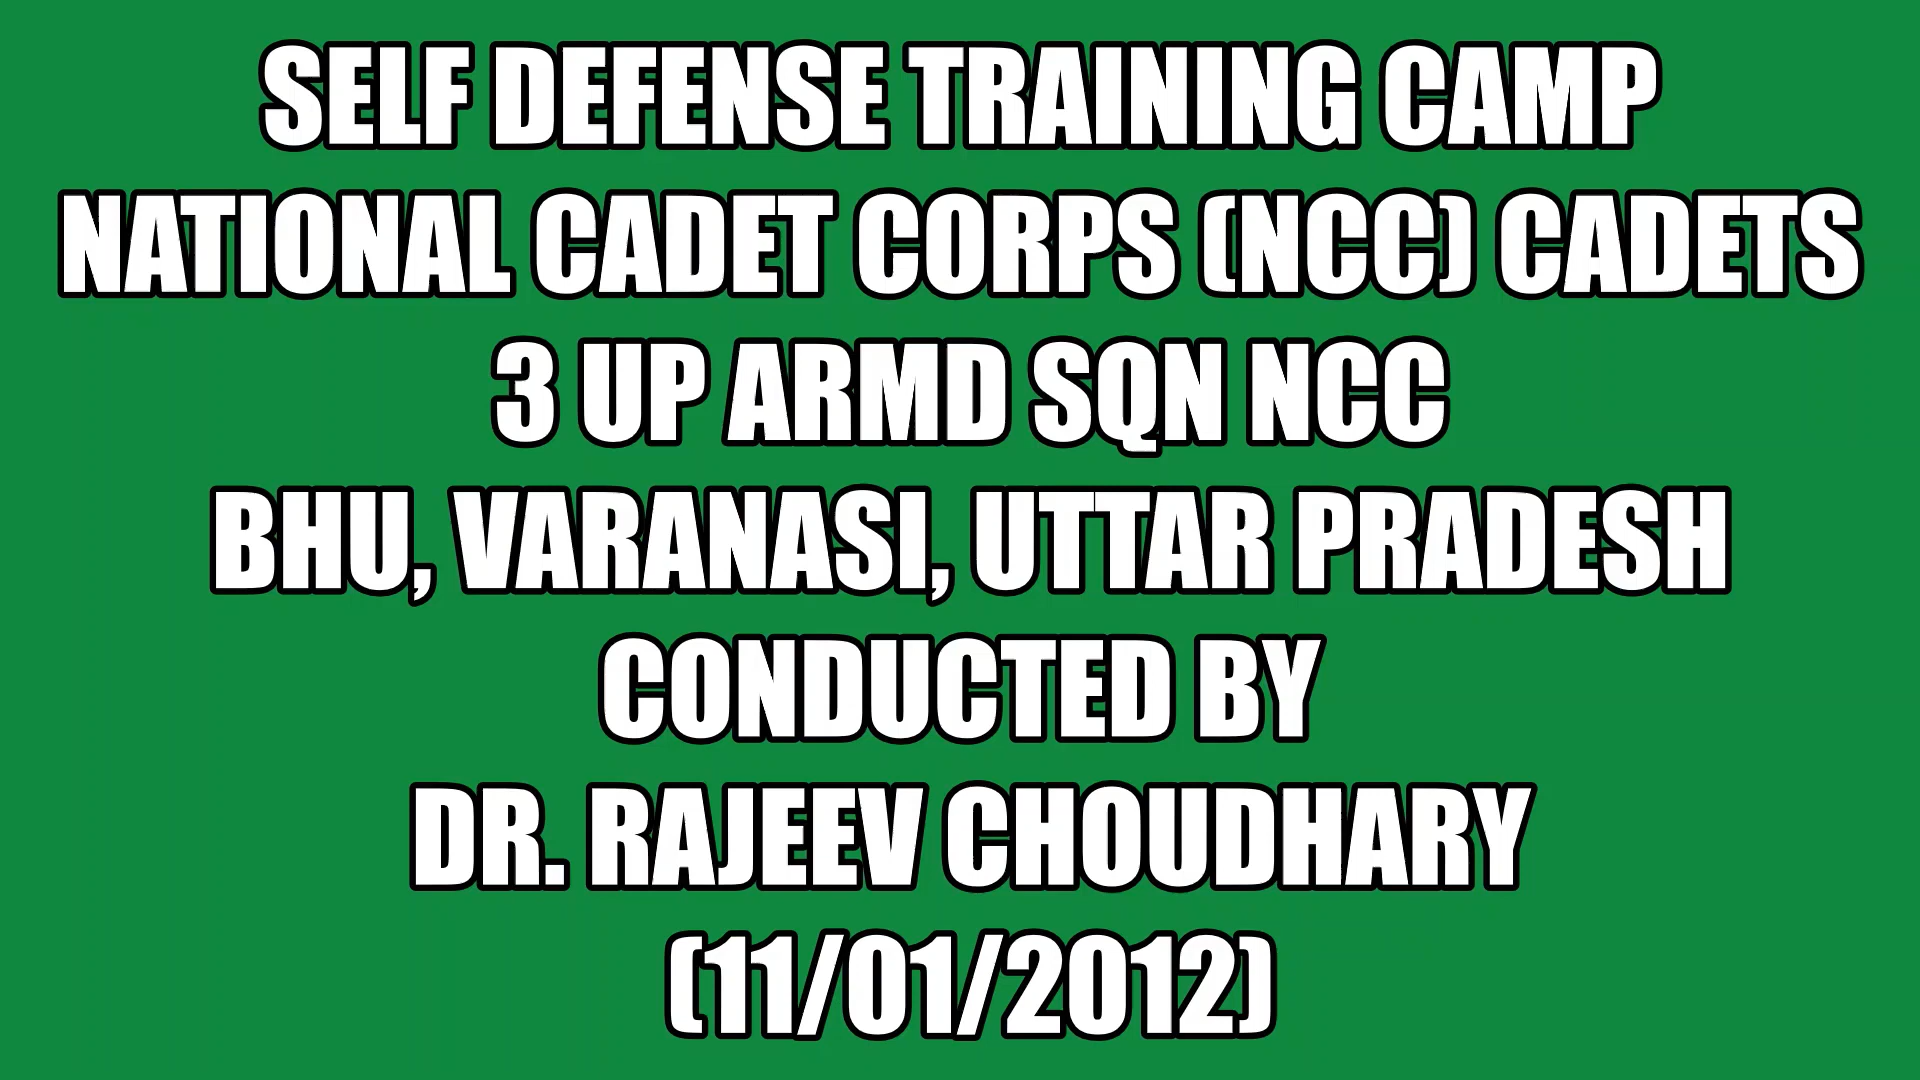 SELF DEFENSE TRAINING CAMP
NATIONAL CADET CORPS (NCC) CADETS
3 UP ARMD SQN NCC
BHU, VARANASI, UTTAR PRADESH
CONDUCTED BY
DR. RAJEEV CHOUDHARY
(11/01/2012)